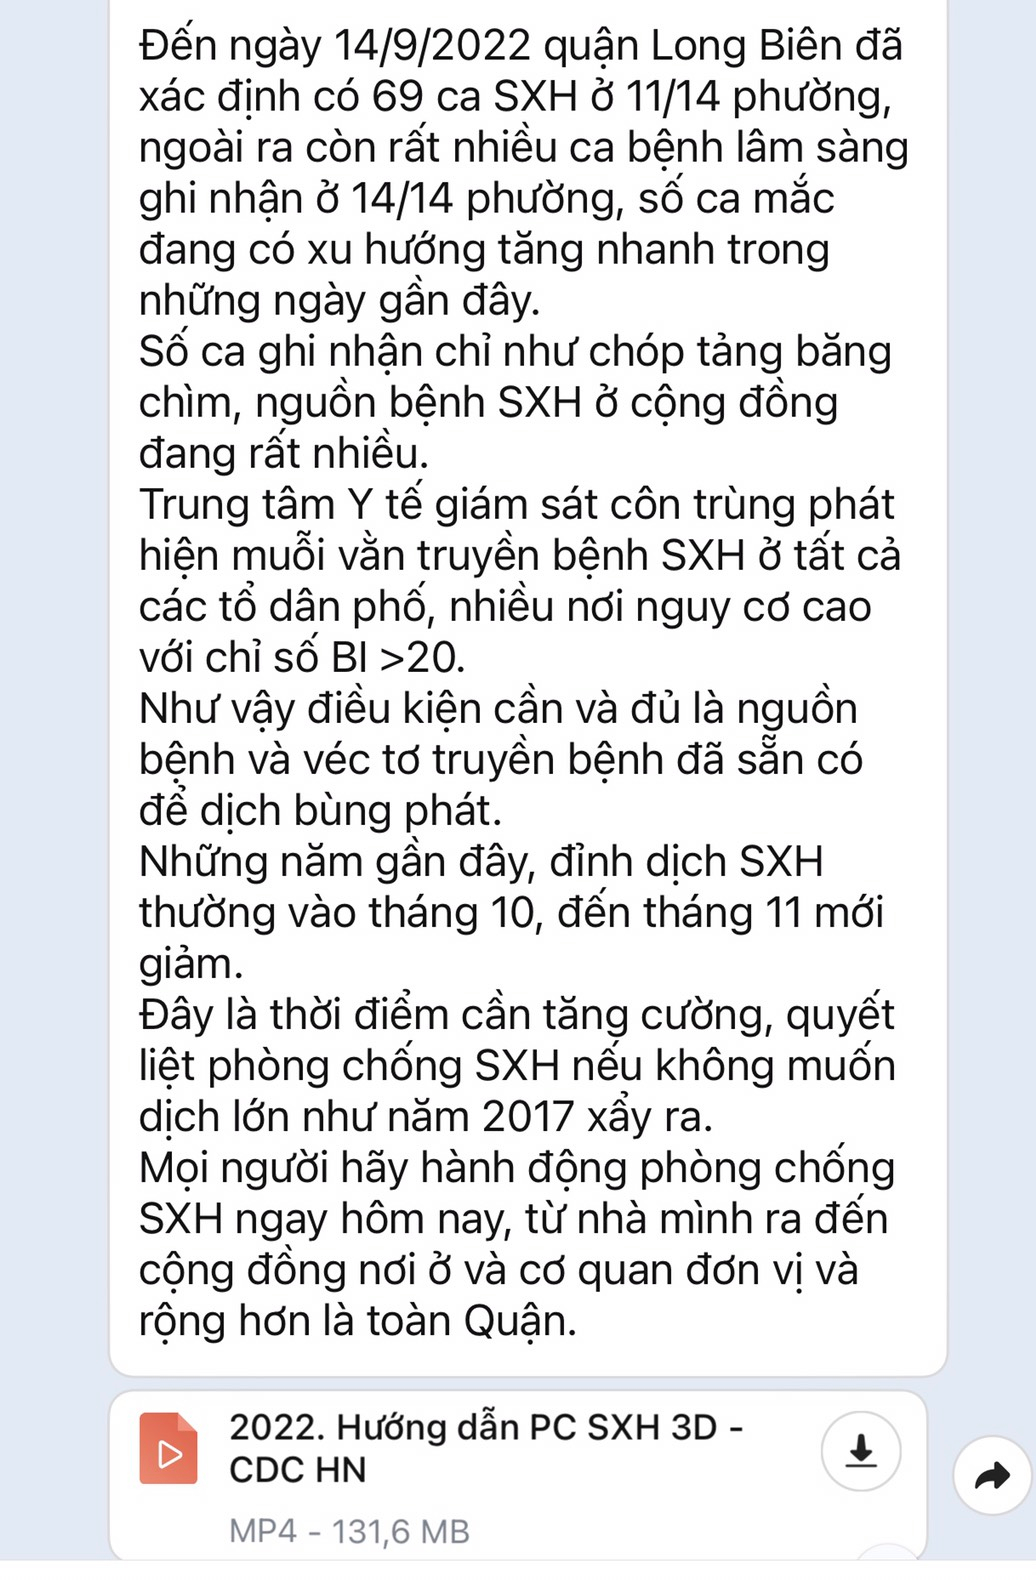 Đến ngày 14/9/2022 quận Long Biên đã
xác định có 69 ca SXH ở 11/14 phường,
ngoài ra còn rất nhiều ca bệnh lâm sàng
ghi nhận ở 14/14 phường, số ca mắc
đang có xu hướng tăng nhanh trong
những ngày gần đây.
Số ca ghi nhận chỉ như chóp tảng băng
chìm, nguồn bệnh SXH ở cộng đồng
đang rất nhiều.
Trung tâm Y tế giám sát côn trùng phát
hiện muỗi vằn truyền bệnh SXH ở tất cả
các tổ dân phố, nhiều nơi nguy cơ cao
với chỉ số BI >20.
Như vậy điều kiện cần và đủ là nguồn
bệnh và véc tơ truyền bệnh đã sẵn có
để dịch bùng phát.
Những năm gần đây, đỉnh dịch SXH
thường vào tháng 10, đến tháng 11 mới
giảm.
Đây là thời điểm cần tăng cường, quyết
liệt phòng chống SXH nếu không muốn
dịch lớn như năm 2017 xẩy ra.
Mọi người hãy hành động phòng chống
SXH ngay hôm nay, từ nhà mình ra đến
cộng đồng nơi ở và cơ quan đơn vị và
rộng hơn là toàn Quận.
2022. Hướng dẫn PC SXH 3D -
CDC HN
MP4 - 131,6 MB